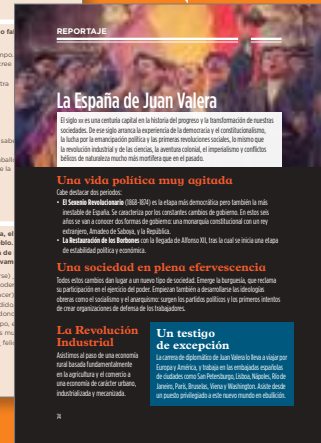 REPORTAJE
La España de Juan Valera
El siglo XIX es una centuria capital en la historia del progreso y la transformación de nuestras
sociedades. De ese siglo arranca la experiencia de la democracia y el constitucionalismo,
la lucha por la emancipación política y las primeras revoluciones sociales, lo mismo que
la revolución industrial y de las ciencias, la aventura colonial, el imperialismo y conflictos
bélicos de naturaleza mucho más mortífera que en el pasado.
Una vida política muy agitada
Cabe destacar dos periodos:
• El Sexenio Revolucionario (1868-1874) es la etapa más democrática pero también la más
inestable de España. Se caracteriza por los constantes cambios de gobierno. En estos seis
años se van a conocer dos formas de gobierno: una monarquía constitucional con un rey
extranjero, Amadeo de Saboya, y la República.
• La Restauración de los Borbones con la llegada de Alfonso XII, tras la cual se inicia una etapa
de estabilidad política y económica.
Una sociedad en plena efervescencia
Todos estos cambios dan lugar a un nuevo tipo de sociedad. Emerge la burguesía, que reclama
su participación en el ejercicio del poder. Empiezan también a desarrollarse las ideologías
obreras como el socialismo y el anarquismo: surgen los partidos políticos y los primeros intentos
de crear organizaciones de defensa de los trabajadores.
La Revolución
Industrial
Asistimos al paso de una economía
rural basada fundamentalmente
en la agricultura y el comercio a
una economía de carácter urbano,
industrializada y mecanizada.
Un testigo
de excepción
La carrera de diplomático de Juan Valera lo lleva a viajar por
Europa y América, y trabaja en las embajadas españolas
de ciudades como San Petersburgo, Lisboa, Nápoles, Río de
Janeiro, París, Bruselas, Viena y Washington. Asiste desde
un puesto privilegiado a este nuevo mundo en ebullición.
74